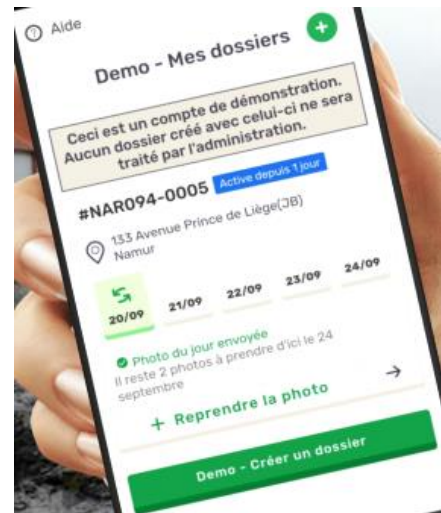 Aide
Demo - Mes dossiers
Ceci est un compte de démonstration.
Aucun dossier créé avec celui-ci ne sera
traité par l'administration.
#NAR094-0005 Active depuis 1 jour
133 Avenue Prince de Liège(JB)
Namur
20/09 21/09 22/09 23/09 24/09
Photo du jour envoyée
Il reste 2 photos à prendre d'ici le 24
septembre
+ Reprendre la photo
Demo - Créer un dossier